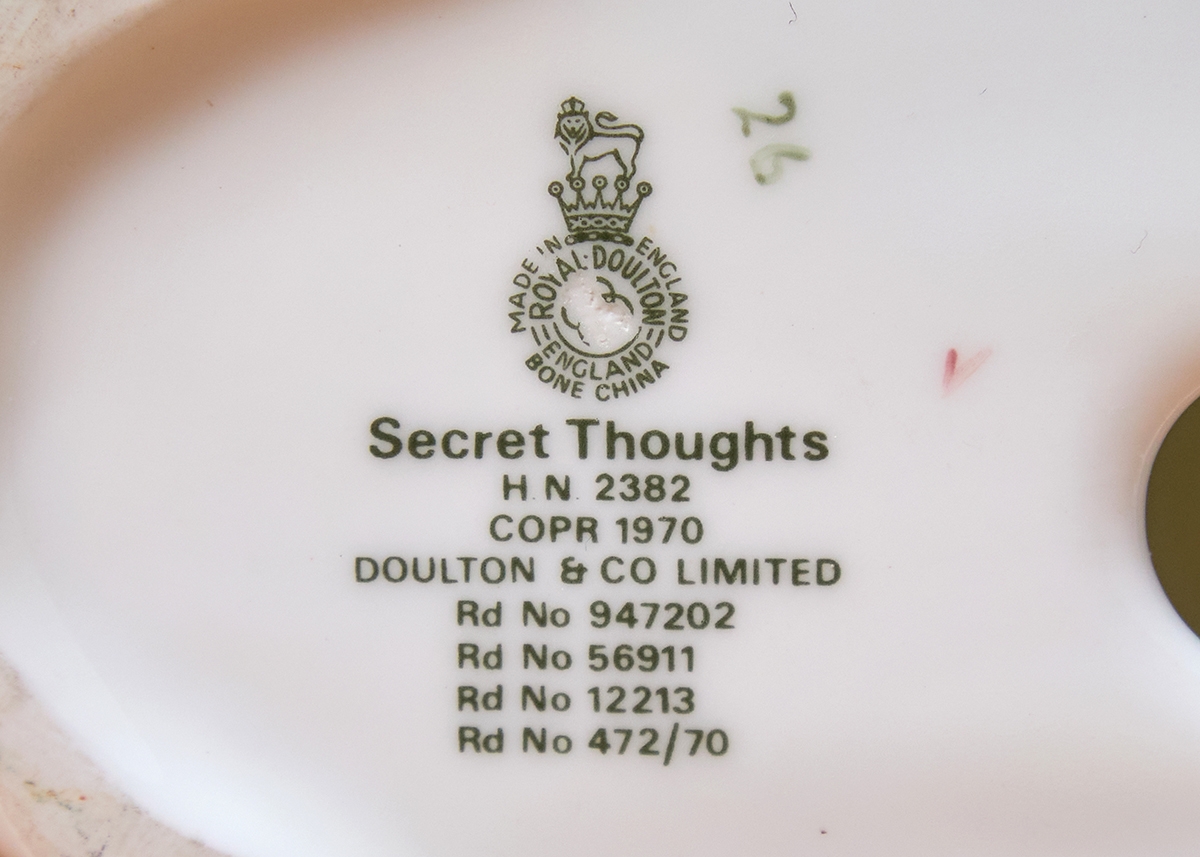 MADE IN ENGLAND
ROYAL·DOULTON
ENGLAND
BONE CHINA
26
Secret Thoughts
H.N. 2382
COPR 1970
DOULTON & CO LIMITED
Rd No 947202
Rd No 56911
Rd No 12213
Rd No 472/70